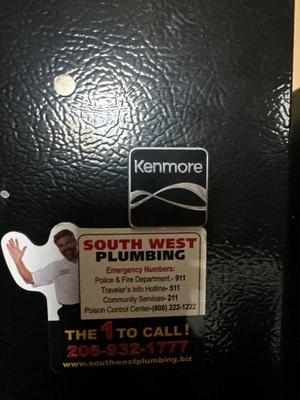 Kenmore
SOUTH WEST
PLUMBING
Emergency Numbers:
Police & Fire Department - 911
Traveler's Info Hotline- 511
Community Services- 211
Poison Control Center-(800) 222-1222
THE 1 TO CALL!
206-932-1777
www.southwestplumbing.biz